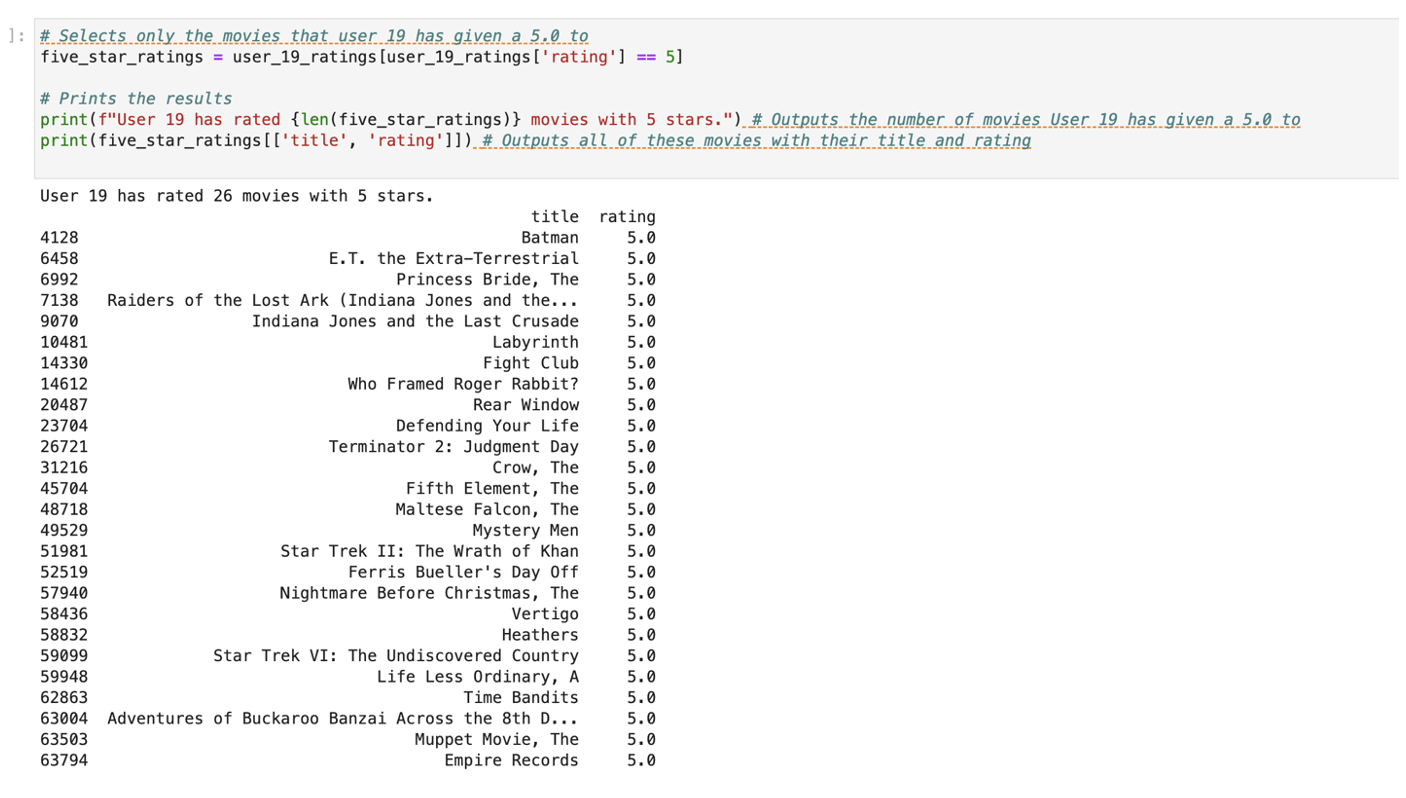 ]:
# Selects only the movies that user 19 has given a 5.0 to
five_star_ratings = user_19_ratings[user_19_ratings['rating'] == 5]
# Prints the results
print(f"User 19 has rated {len(five_star_ratings)} movies with 5 stars.") # Outputs the number of movies User 19 has given a 5.0 to
print(five_star_ratings[['title', 'rating']]) # Outputs all of these movies with their title and rating
User 19 has rated 26 movies with 5 stars.
title rating
4128 Batman 5.0
6458 E.T. the Extra-Terrestrial 5.0
6992 Princess Bride, The 5.0
7138 Raiders of the Lost Ark (Indiana Jones and the... 5.0
9070 Indiana Jones and the Last Crusade 5.0
10481 Labyrinth 5.0
14330 Fight Club 5.0
14612 Who Framed Roger Rabbit? 5.0
20487 Rear Window 5.0
23704 Defending Your Life 5.0
26721 Terminator 2: Judgment Day 5.0
31216 Crow, The 5.0
45704 Fifth Element, The 5.0
48718 Maltese Falcon, The 5.0
49529 Mystery Men 5.0
51981 Star Trek II: The Wrath of Khan 5.0
52519 Ferris Bueller's Day Off 5.0
57940 Nightmare Before Christmas, The 5.0
58436 Vertigo 5.0
58832 Heathers 5.0
59099 Star Trek VI: The Undiscovered Country 5.0
59948 Life Less Ordinary, A 5.0
62863 Time Bandits 5.0
63004 Adventures of Buckaroo Banzai Across the 8th D... 5.0
63503 Muppet Movie, The 5.0
63794 Empire Records 5.0